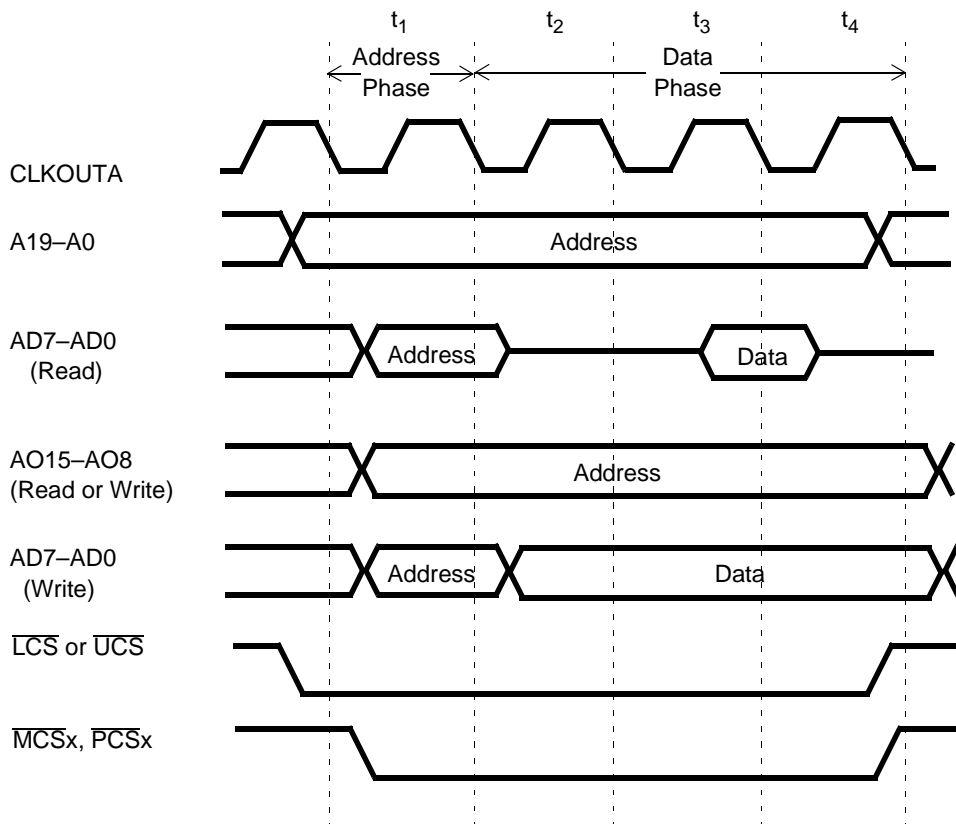 t1 t2 t3 t4
Address Phase
Data Phase
CLKOUTA
A19–A0
Address
AD7–AD0
(Read)
Address
Data
AO15–AO8
(Read or Write)
Address
AD7–AD0
(Write)
Address
Data
LCS or UCS
MCSx, PCSx